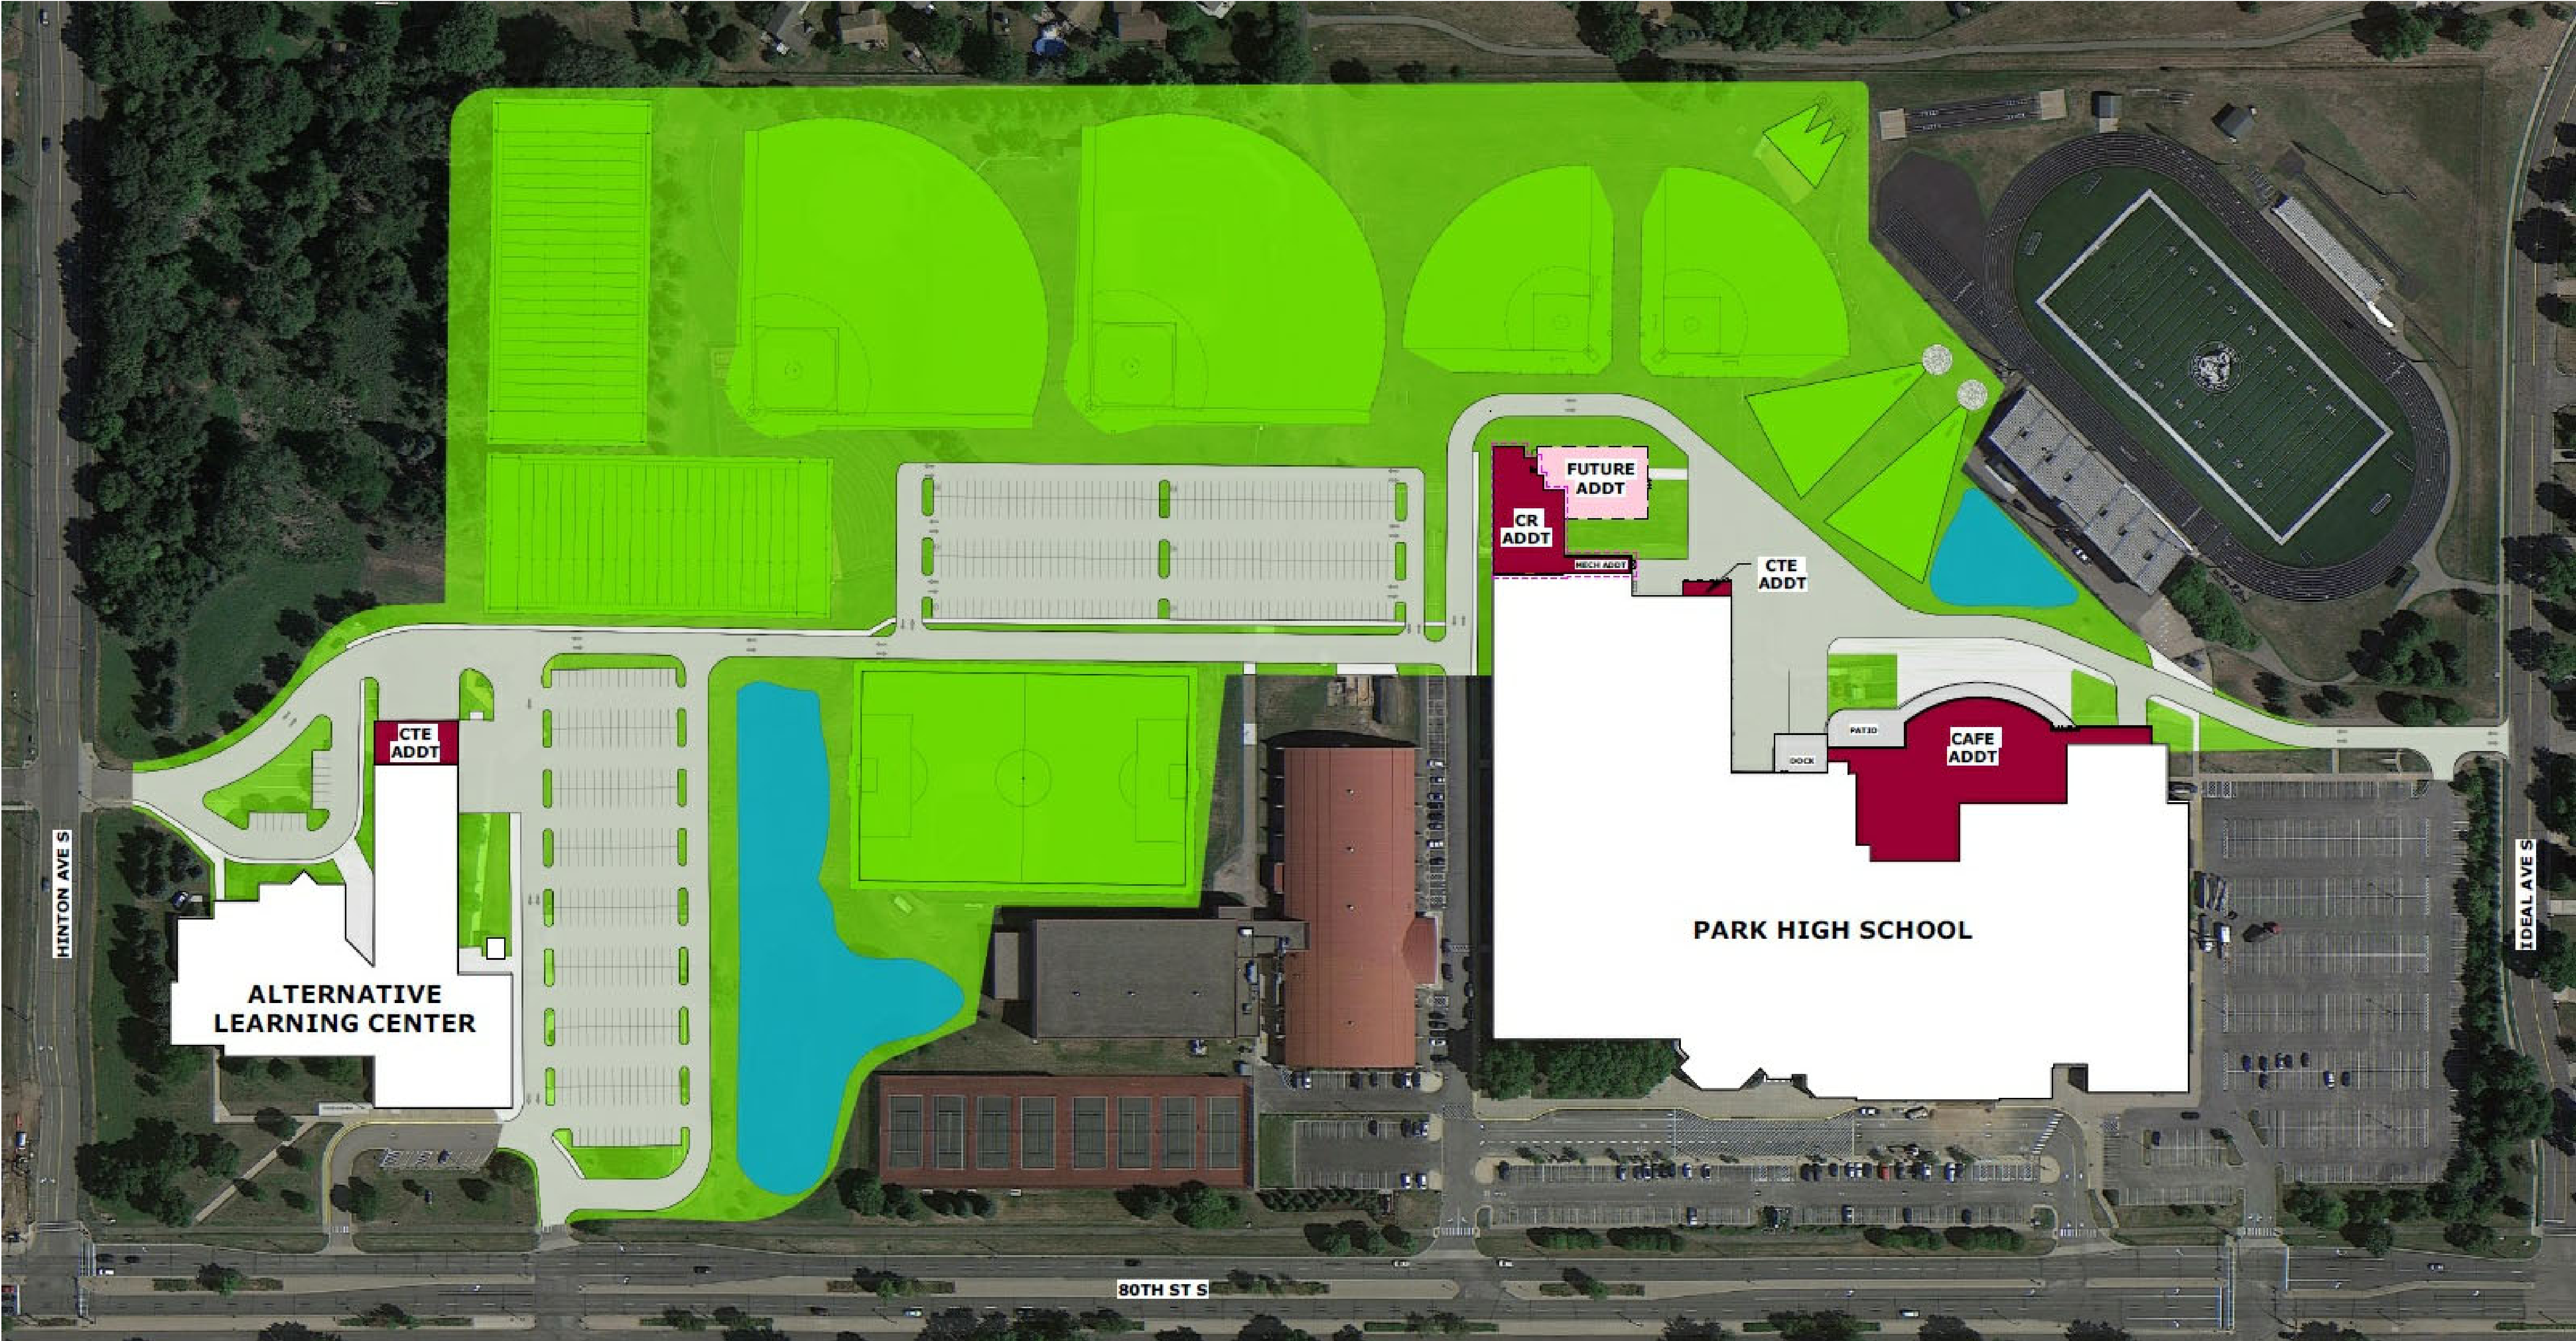 FUTURE
ADDT
CR
ADDT
MECH ADDT
CTE
ADDT
CTE
ADDT
PATIO
CAFE
ADDT
DOCK
HINTON AVE S
IDEAL AVE S
PARK HIGH SCHOOL
ALTERNATIVE
LEARNING CENTER
80TH ST S